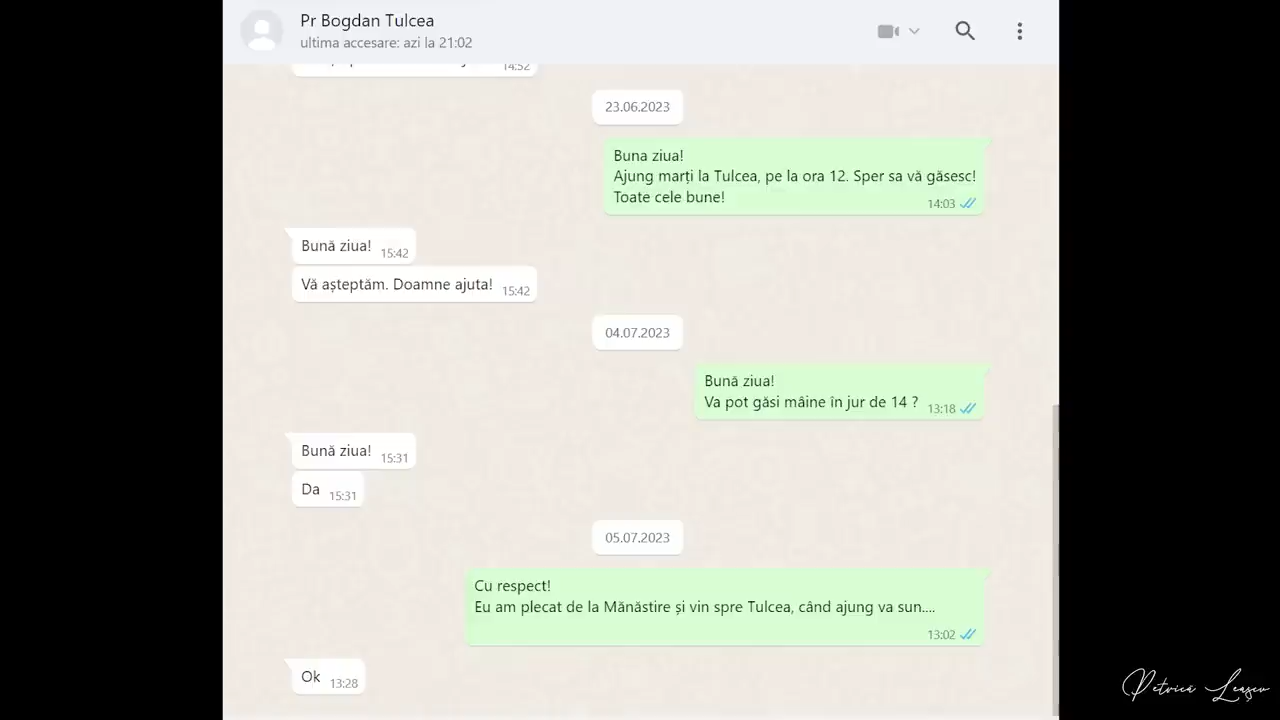 Pr Bogdan Tulcea
ultima accesare: azi la 21:02
14:52
23.06.2023
Buna ziua!
Ajung marți la Tulcea, pe la ora 12. Sper sa vă găsesc!
Toate cele bune!
14:03
Bună ziua! 15:42
Vă așteptăm. Doamne ajuta! 15:42
04.07.2023
Bună ziua!
Va pot găsi mâine în jur de 14 ? 13:18
Bună ziua! 15:31
Da 15:31
05.07.2023
Cu respect!
Eu am plecat de la Mănăstire și vin spre Tulcea, când ajung va sun....
13:02
Ok 13:28
Petrică Leașcu